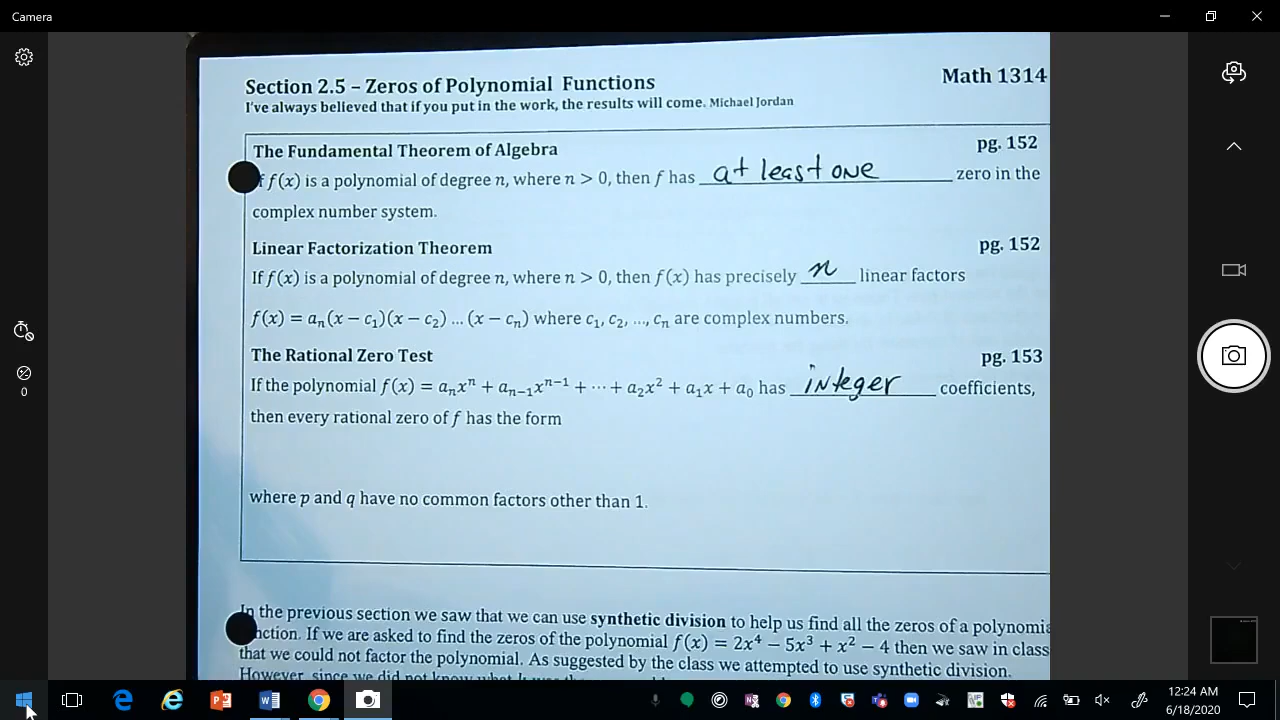 Camera
Section 2.5 – Zeros of Polynomial Functions Math 1314
I've always believed that if you put in the work, the results will come. Michael Jordan
The Fundamental Theorem of Algebra pg. 152
f f(x) is a polynomial of degree n, where n > 0, then f has at least one zero in the
complex number system.
Linear Factorization Theorem pg. 152
If f(x) is a polynomial of degree n, where n > 0, then f(x) has precisely n linear factors
f(x) = aₙ(x − c₁)(x − c₂) … (x − cₙ) where c₁, c₂, …, cₙ are complex numbers.
The Rational Zero Test pg. 153
If the polynomial f(x) = aₙxⁿ + aₙ₋₁xⁿ⁻¹ + ⋯ + a₂x² + a₁x + a₀ has integer coefficients,
then every rational zero of f has the form
where p and q have no common factors other than 1.
In the previous section we saw that we can use synthetic division to help us find all the zeros of a polynomia
nction. If we are asked to find the zeros of the polynomial f(x) = 2x⁴ − 5x³ + x² − 4 then we saw in class
that we could not factor the polynomial. As suggested by the class we attempted to use synthetic division.
However, since we did not know what k
0
12:24 AM
6/18/2020